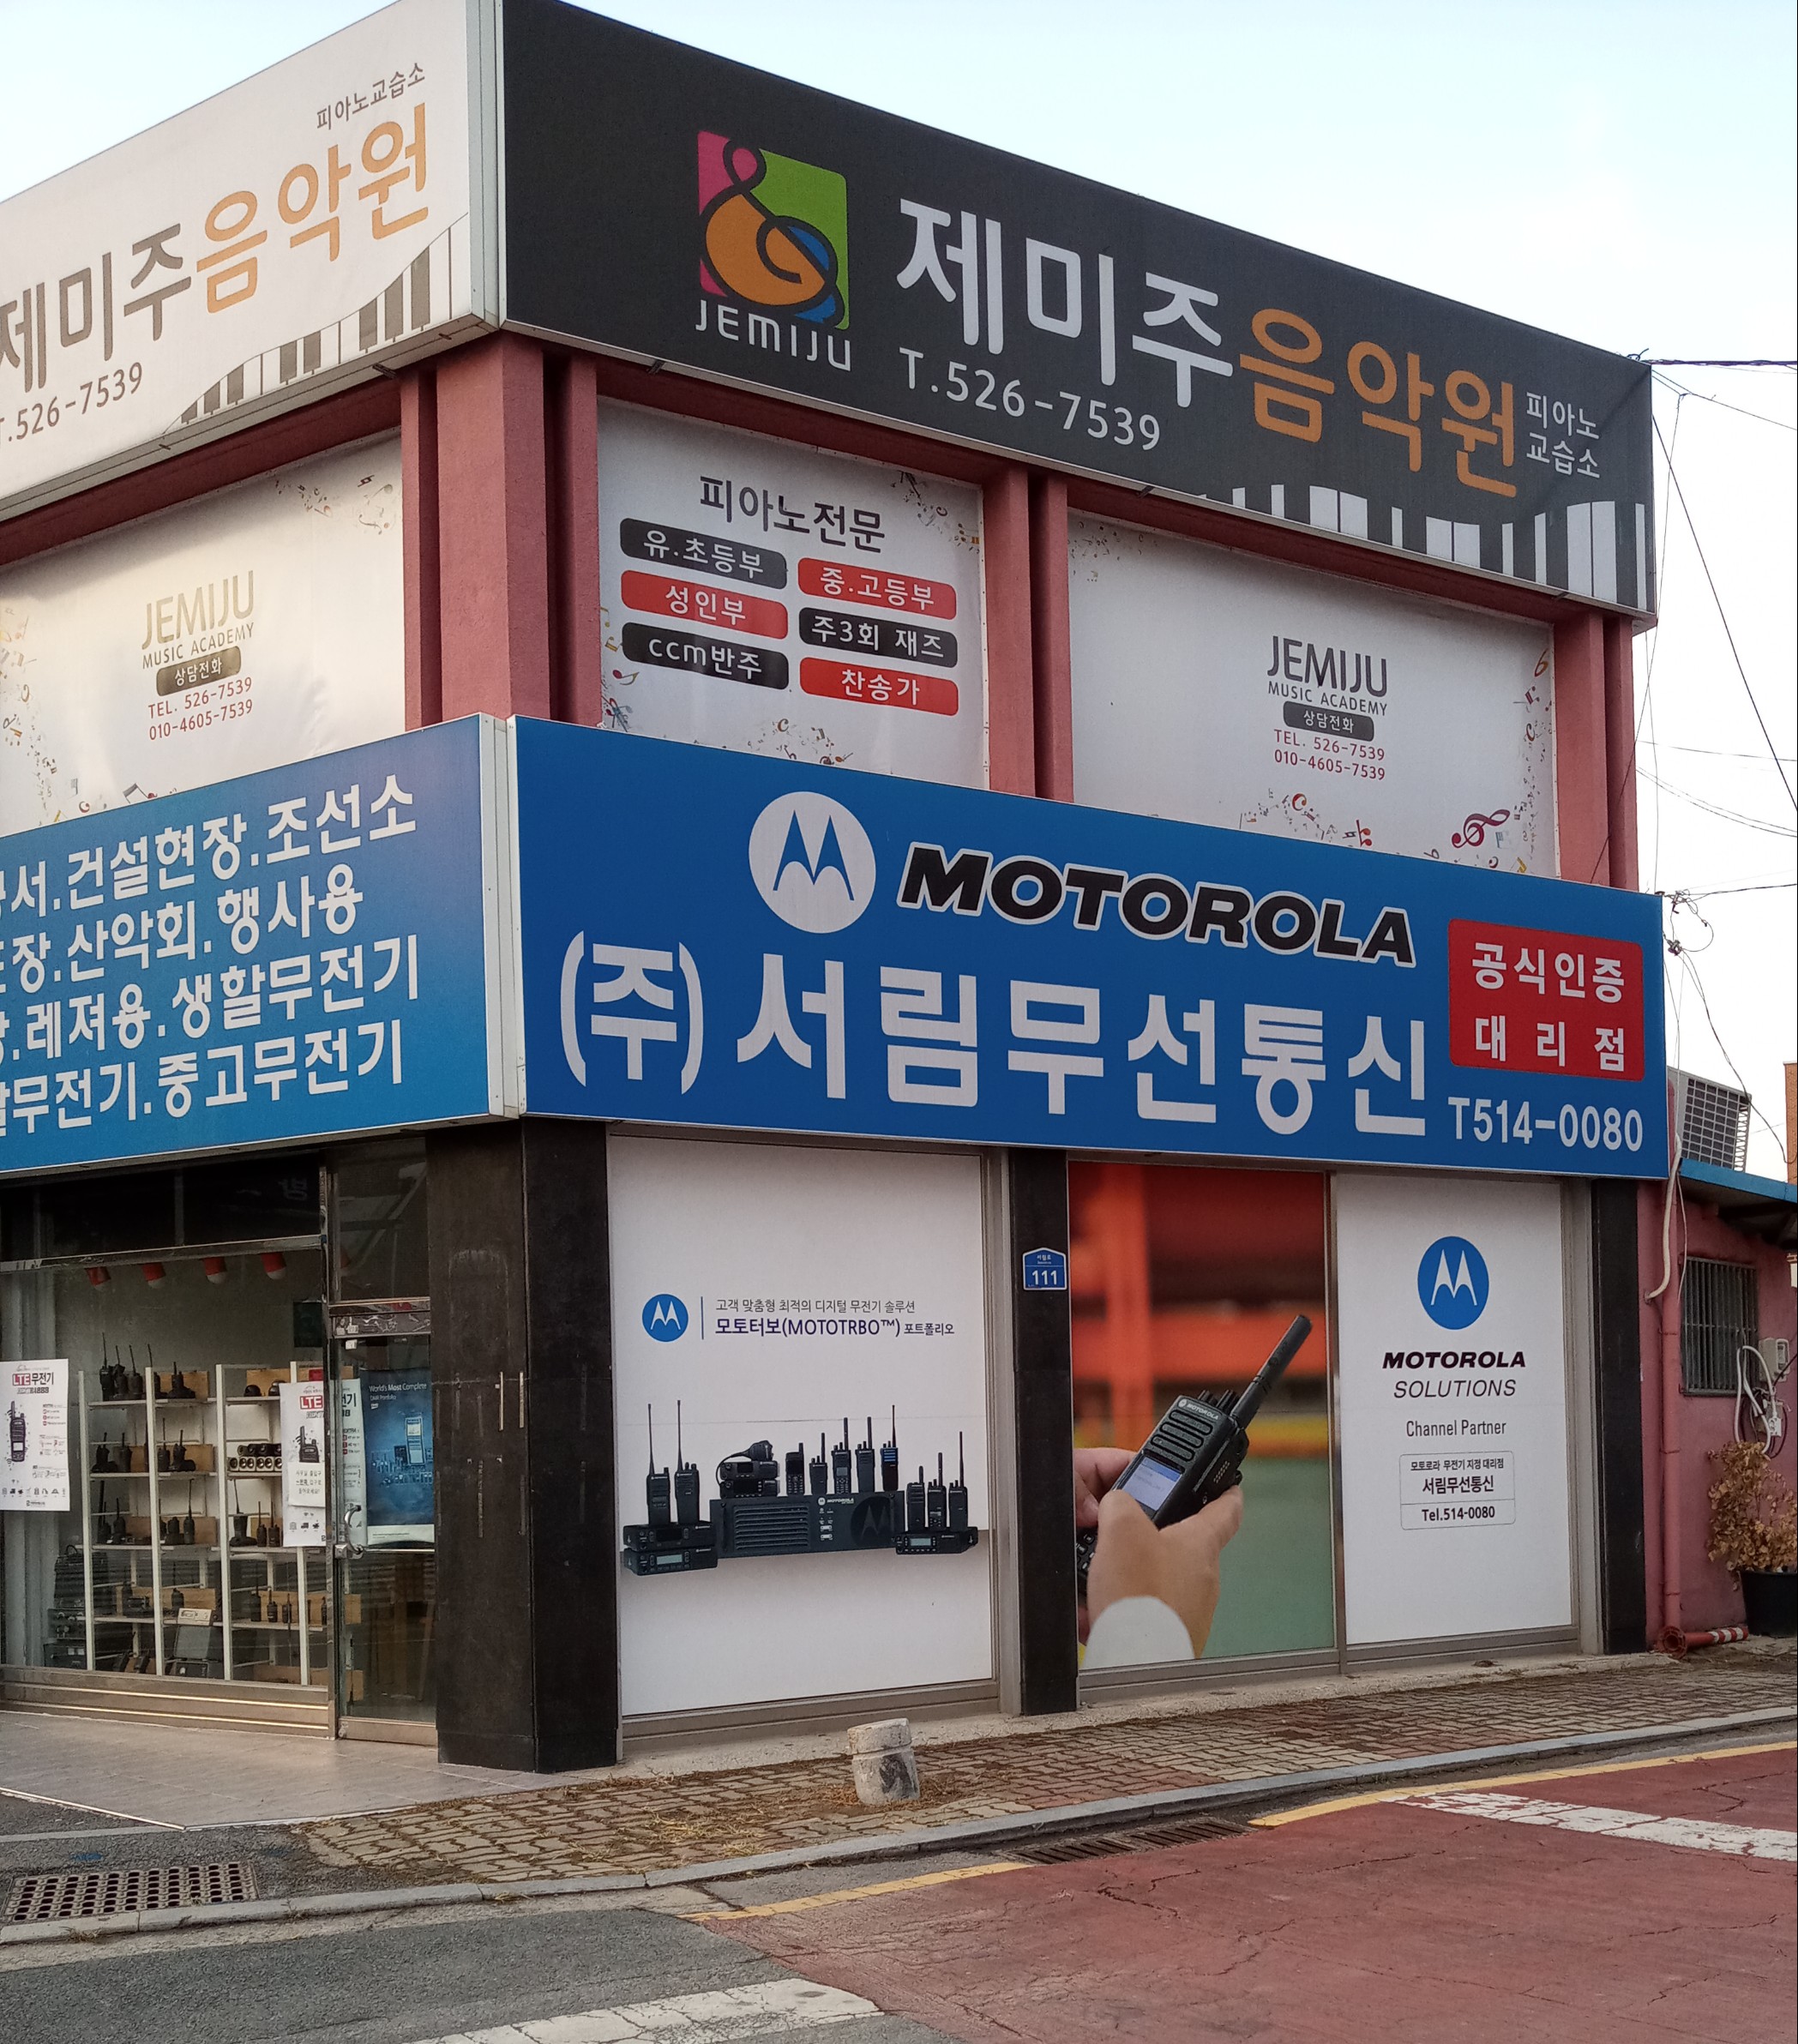 피아노교습소
제미주음악원
T.526-7539
JEMIJU
제미주음악원
피아노
교습소
T.526-7539
JEMIJU
MUSIC ACADEMY
상담전화
TEL. 526-7539
010-4605-7539
피아노전문
유.초등부
중.고등부
성인부
주3회 재즈
ccm반주
찬송가
JEMIJU
MUSIC ACADEMY
상담전화
TEL. 526-7539
010-4605-7539
서.건설현장.조선소
장.산악회.행사용
.레져용.생활무전기
무전기.중고무전기
MOTOROLA
(주)서림무선통신
공식인증
대리점
T514-0080
고객 맞춤형 최적의 디지털 무전기 솔루션
모토터보(MOTOTRBO™) 포트폴리오
MOTOROLA
111
MOTOROLA
MOTOROLA
SOLUTIONS
Channel Partner
모토로라 무전기 지정 대리점
서림무선통신
Tel.514-0080
LTE무전기
LTE
World's Most Complete